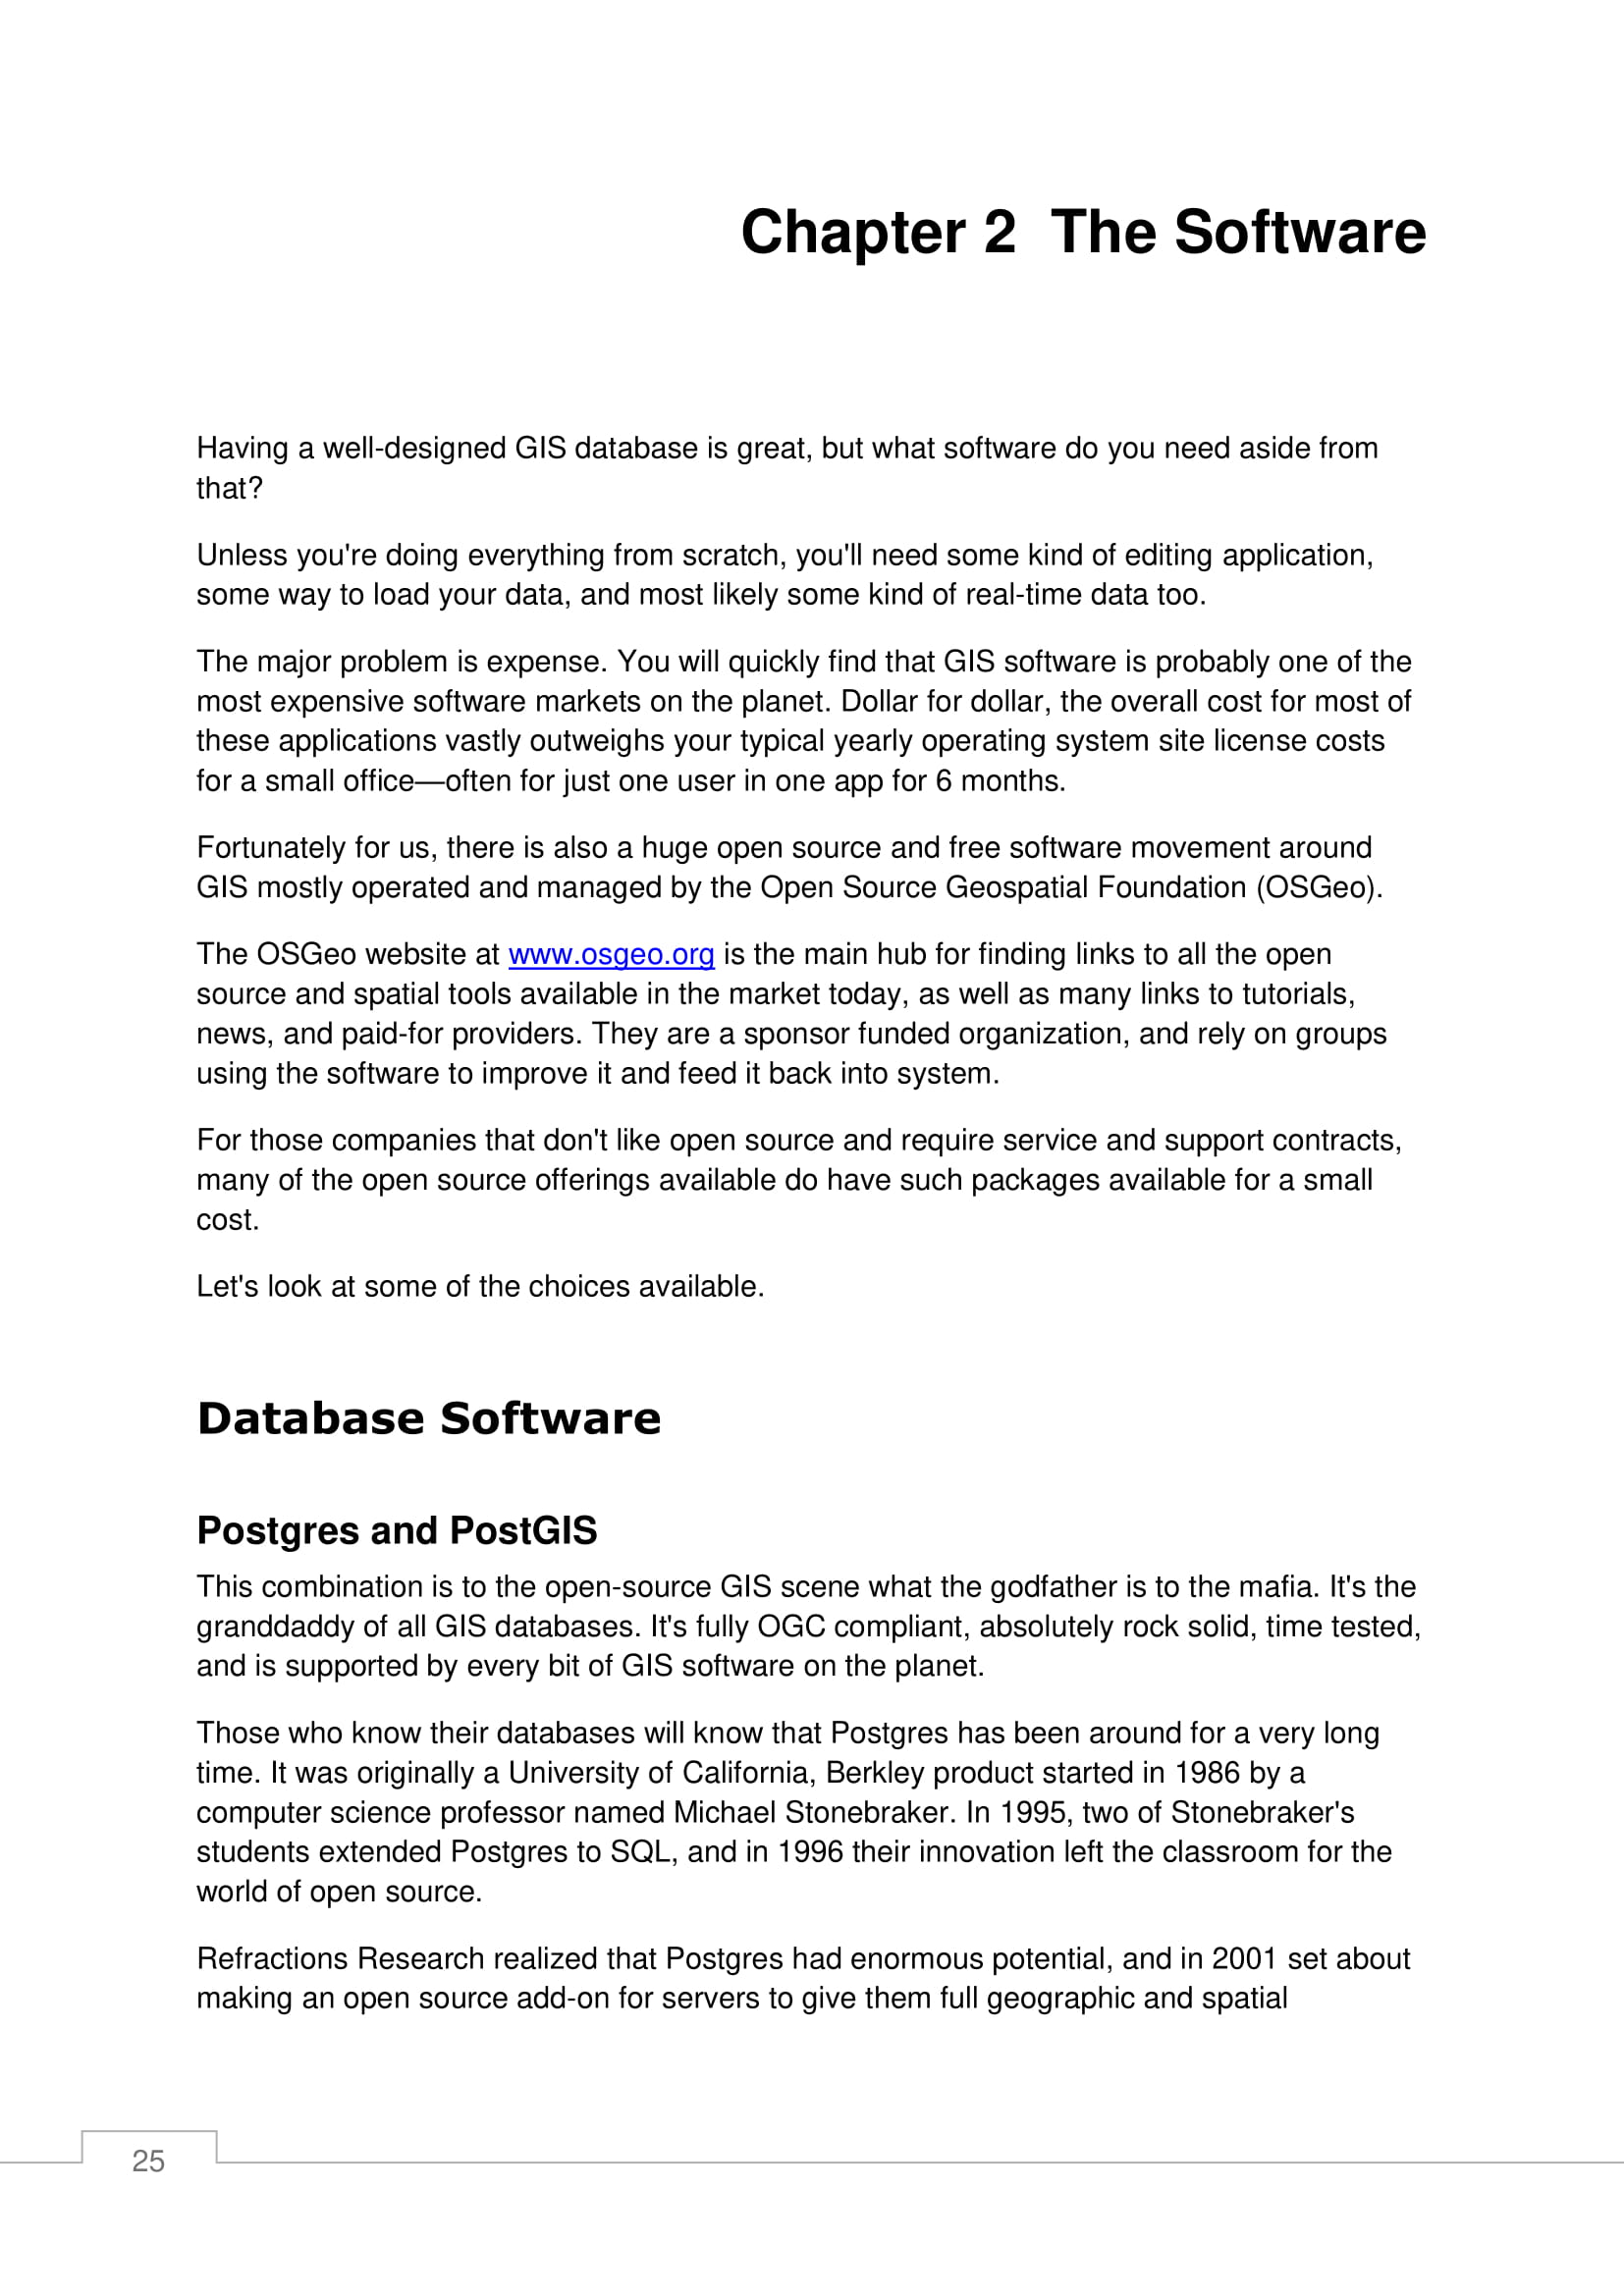 Chapter 2  The Software
Having a well-designed GIS database is great, but what software do you need aside from
that?
Unless you're doing everything from scratch, you'll need some kind of editing application,
some way to load your data, and most likely some kind of real-time data too.
The major problem is expense. You will quickly find that GIS software is probably one of the
most expensive software markets on the planet. Dollar for dollar, the overall cost for most of
these applications vastly outweighs your typical yearly operating system site license costs
for a small office—often for just one user in one app for 6 months.
Fortunately for us, there is also a huge open source and free software movement around
GIS mostly operated and managed by the Open Source Geospatial Foundation (OSGeo).
The OSGeo website at www.osgeo.org is the main hub for finding links to all the open
source and spatial tools available in the market today, as well as many links to tutorials,
news, and paid-for providers. They are a sponsor funded organization, and rely on groups
using the software to improve it and feed it back into system.
For those companies that don't like open source and require service and support contracts,
many of the open source offerings available do have such packages available for a small
cost.
Let's look at some of the choices available.
Database Software
Postgres and PostGIS
This combination is to the open-source GIS scene what the godfather is to the mafia. It's the
granddaddy of all GIS databases. It's fully OGC compliant, absolutely rock solid, time tested,
and is supported by every bit of GIS software on the planet.
Those who know their databases will know that Postgres has been around for a very long
time. It was originally a University of California, Berkley product started in 1986 by a
computer science professor named Michael Stonebraker. In 1995, two of Stonebraker's
students extended Postgres to SQL, and in 1996 their innovation left the classroom for the
world of open source.
Refractions Research realized that Postgres had enormous potential, and in 2001 set about
making an open source add-on for servers to give them full geographic and spatial
25